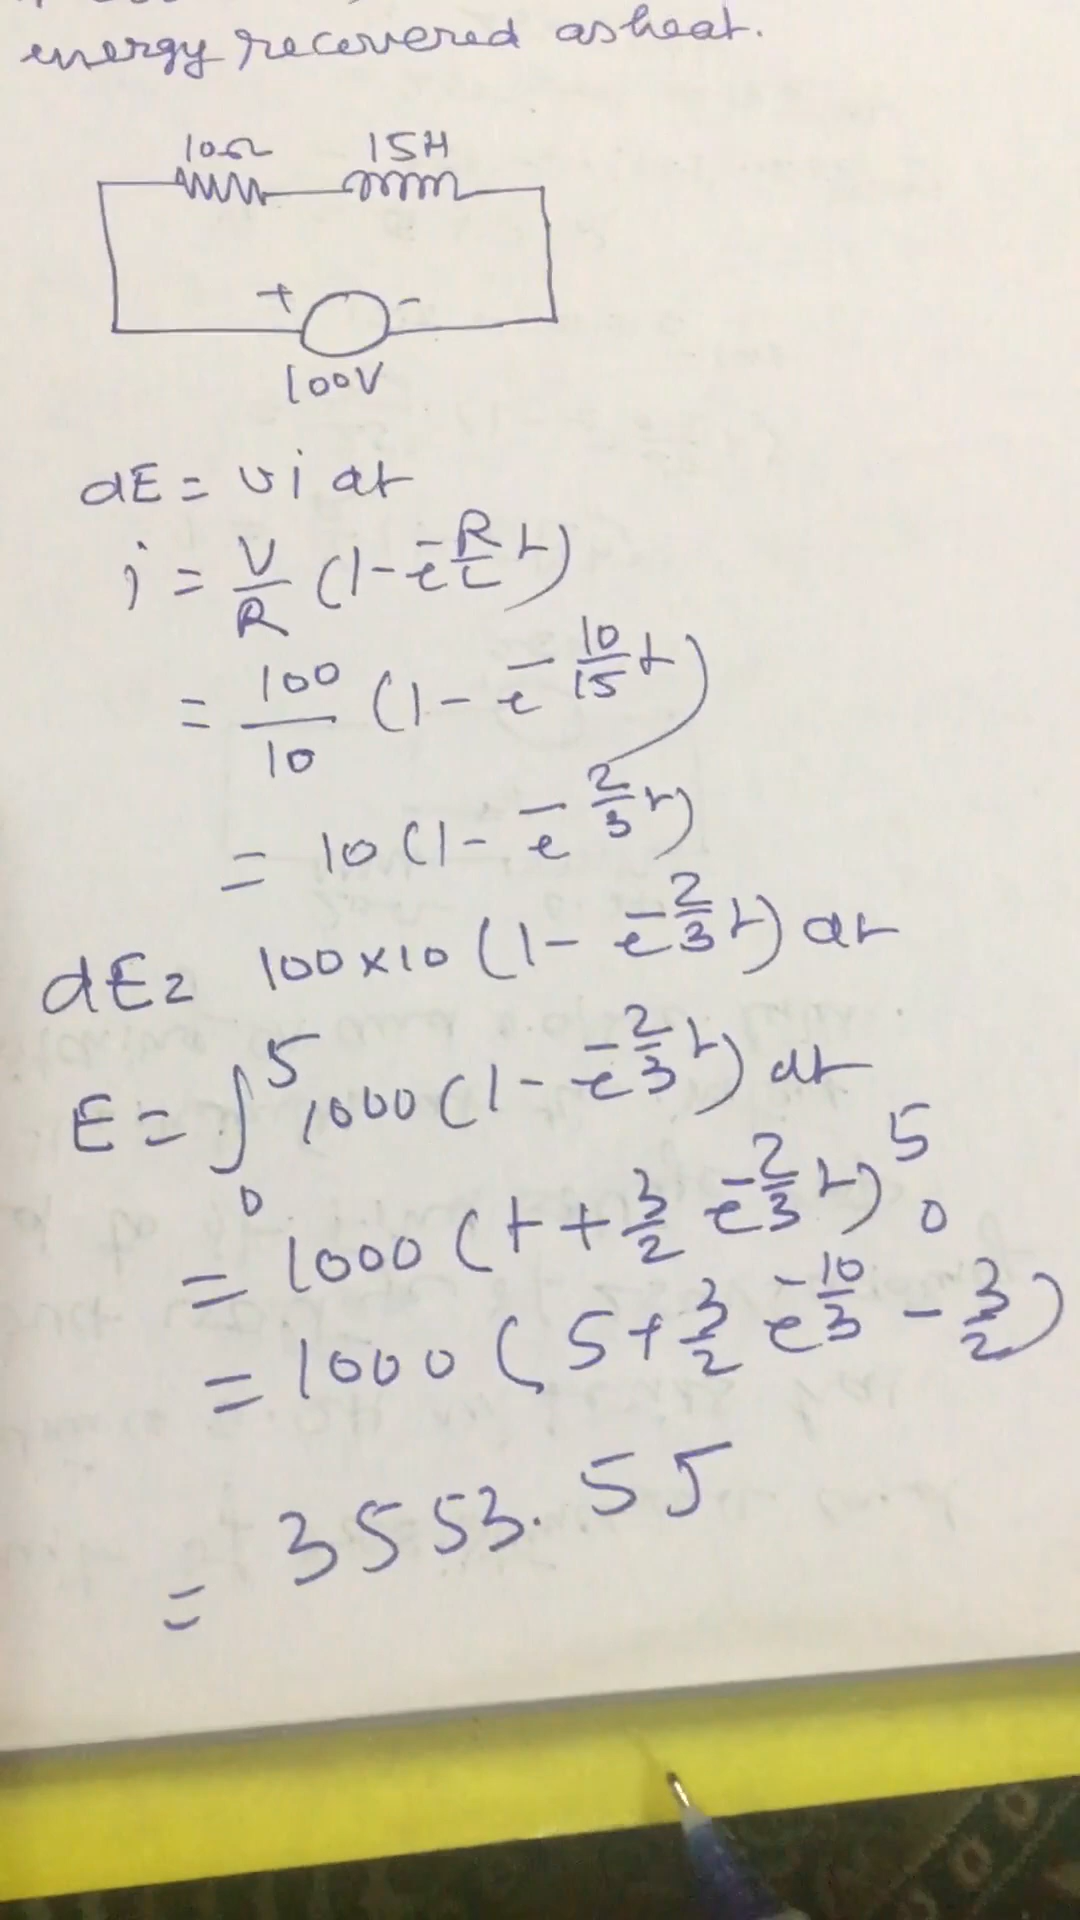 energy recovered as heat.
10Ω 15H
+ -
100V
dE = vi dt
i = V/R (1 - e^-R/L t)
= 100/10 (1 - e^-10/15 t)
= 10 (1 - e^-2/3 t)
dE = 100×10 (1 - e^-2/3 t) dt
E = ∫₀⁵ 1000 (1 - e^-2/3 t) dt
= 1000 (t + 3/2 e^-2/3 t)₀⁵
= 1000 (5 + 3/2 e^-10/3 - 3/2)
= 3553.55